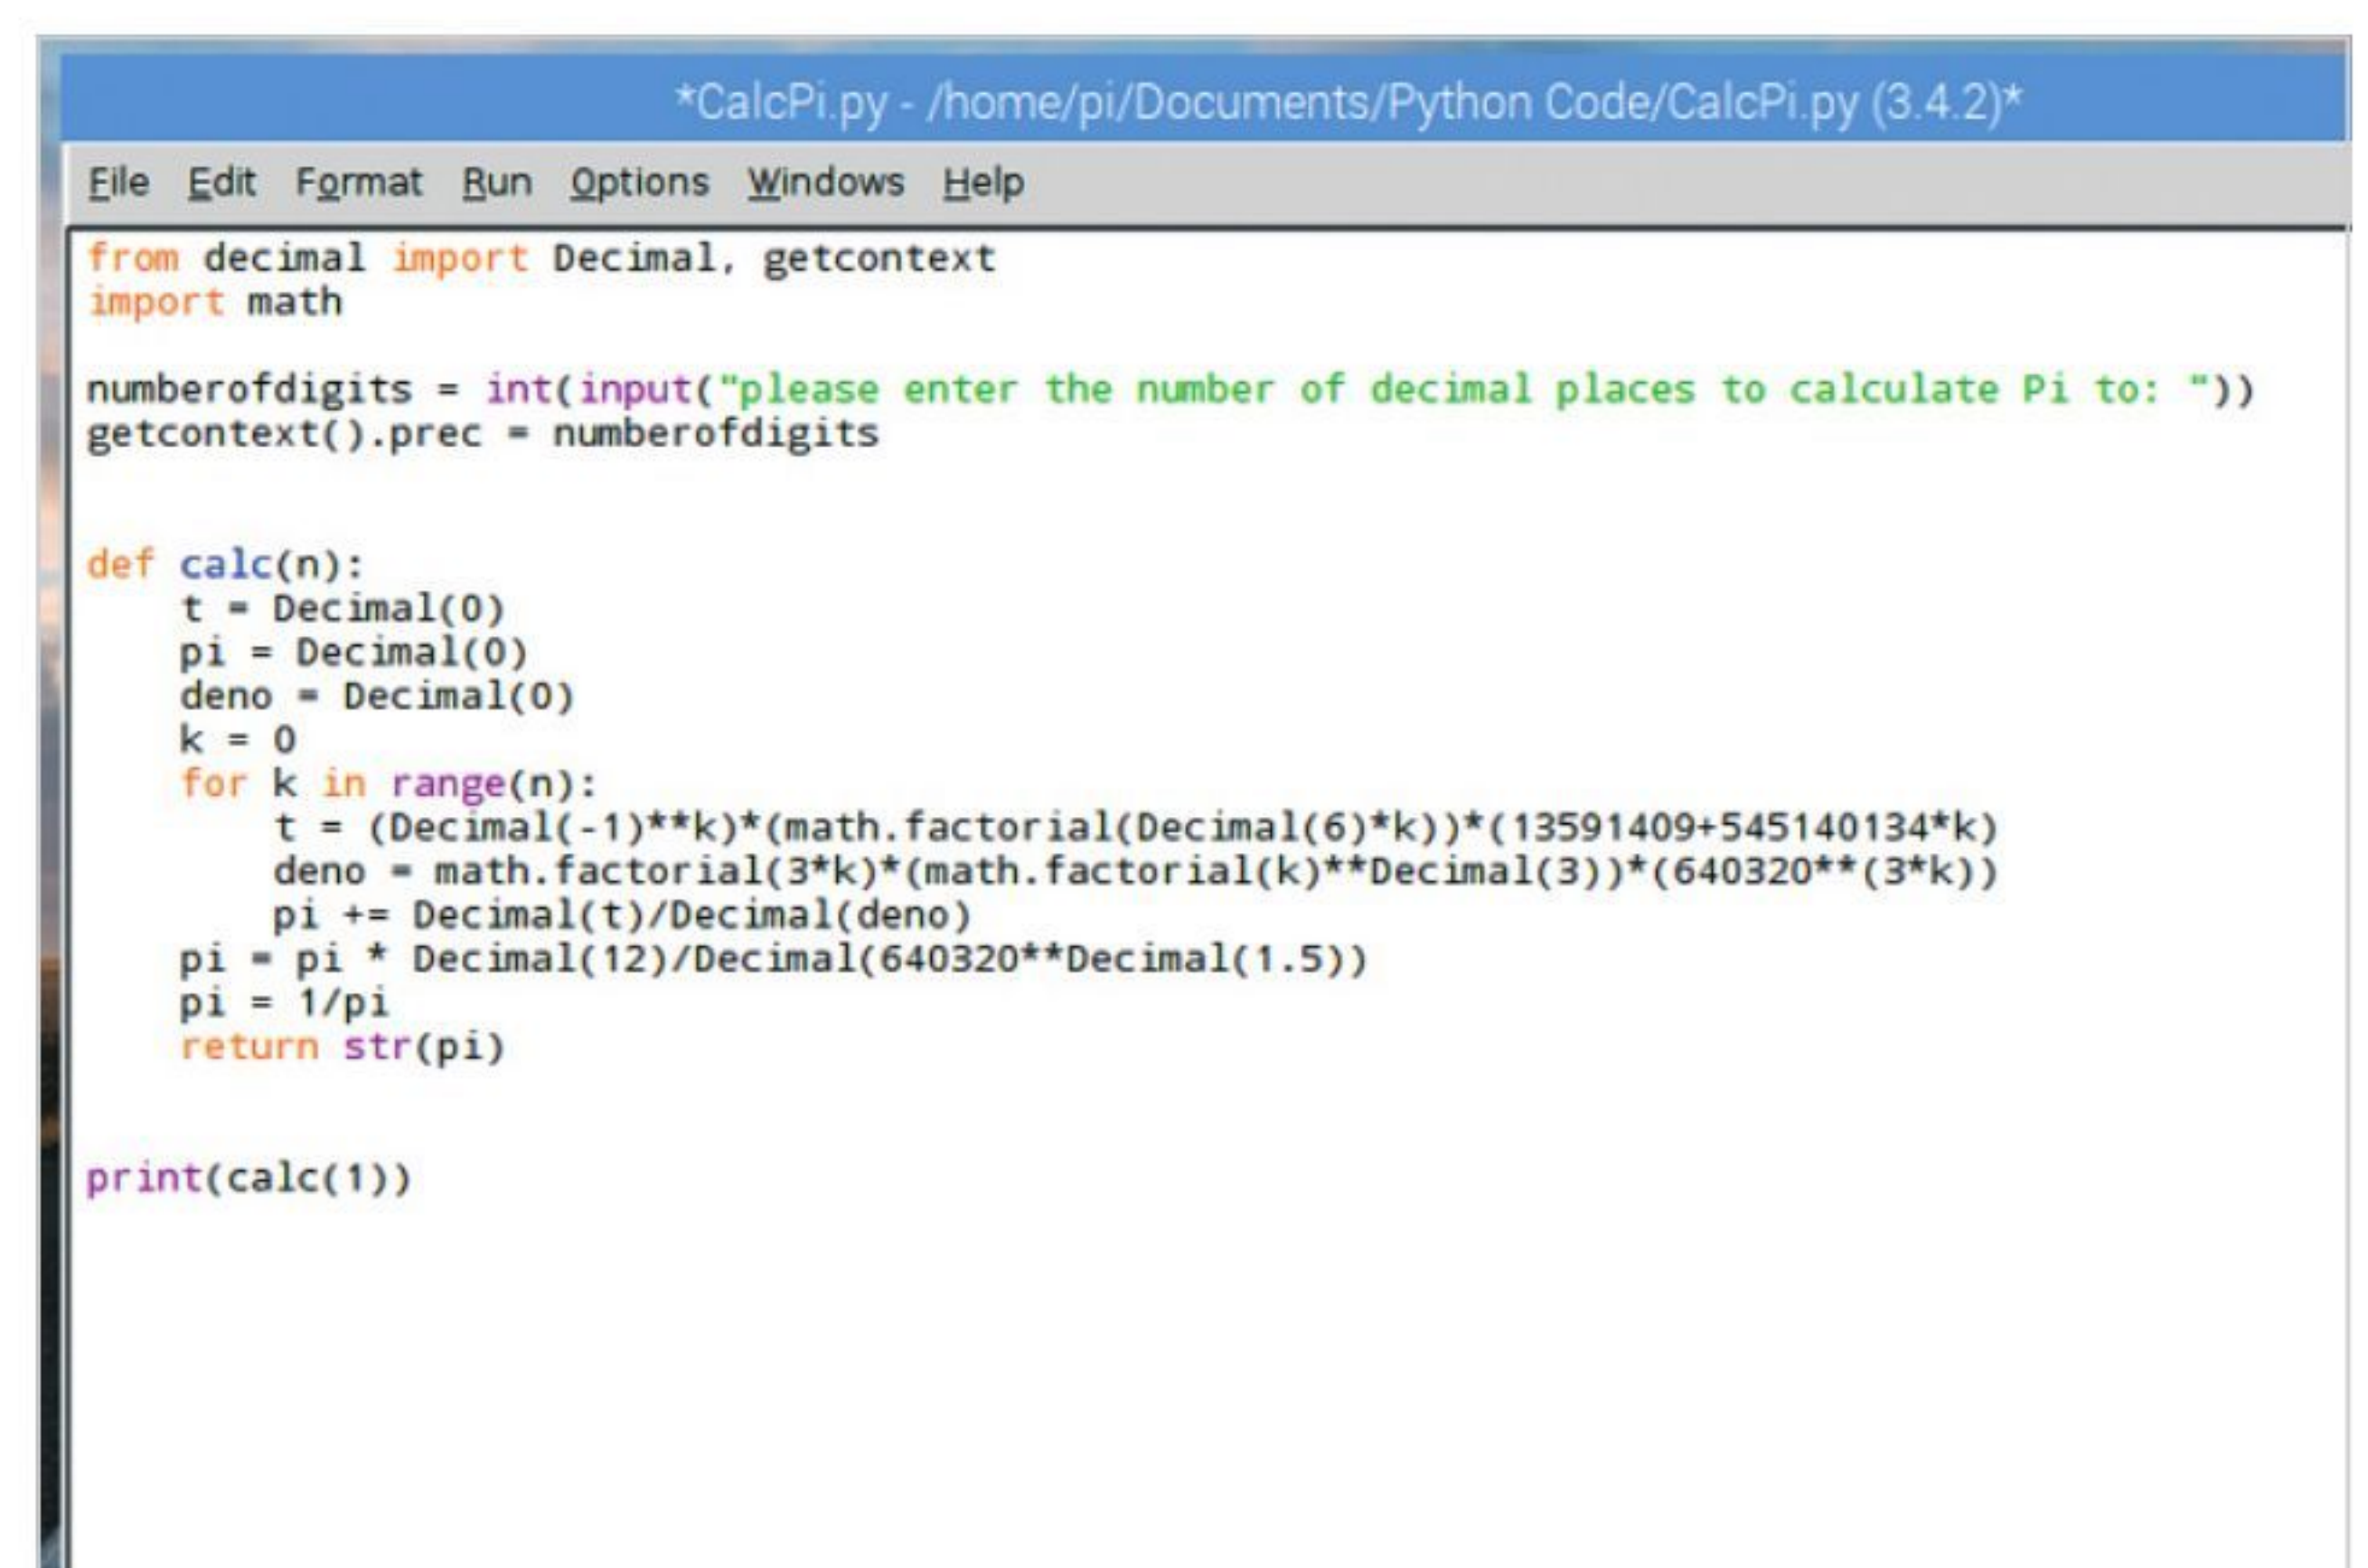 *CalcPi.py - /home/pi/Documents/Python Code/CalcPi.py (3.4.2)*
File Edit Format Run Options Windows Help
from decimal import Decimal, getcontext
import math
numberofdigits = int(input("please enter the number of decimal places to calculate Pi to: "))
getcontext().prec = numberofdigits
def calc(n):
    t = Decimal(0)
    pi = Decimal(0)
    deno = Decimal(0)
    k = 0
    for k in range(n):
        t = (Decimal(-1)**k)*(math.factorial(Decimal(6)*k))*(13591409+545140134*k)
        deno = math.factorial(3*k)*(math.factorial(k)**Decimal(3))*(640320**(3*k))
        pi += Decimal(t)/Decimal(deno)
    pi = pi * Decimal(12)/Decimal(640320**Decimal(1.5))
    pi = 1/pi
    return str(pi)
print(calc(1))